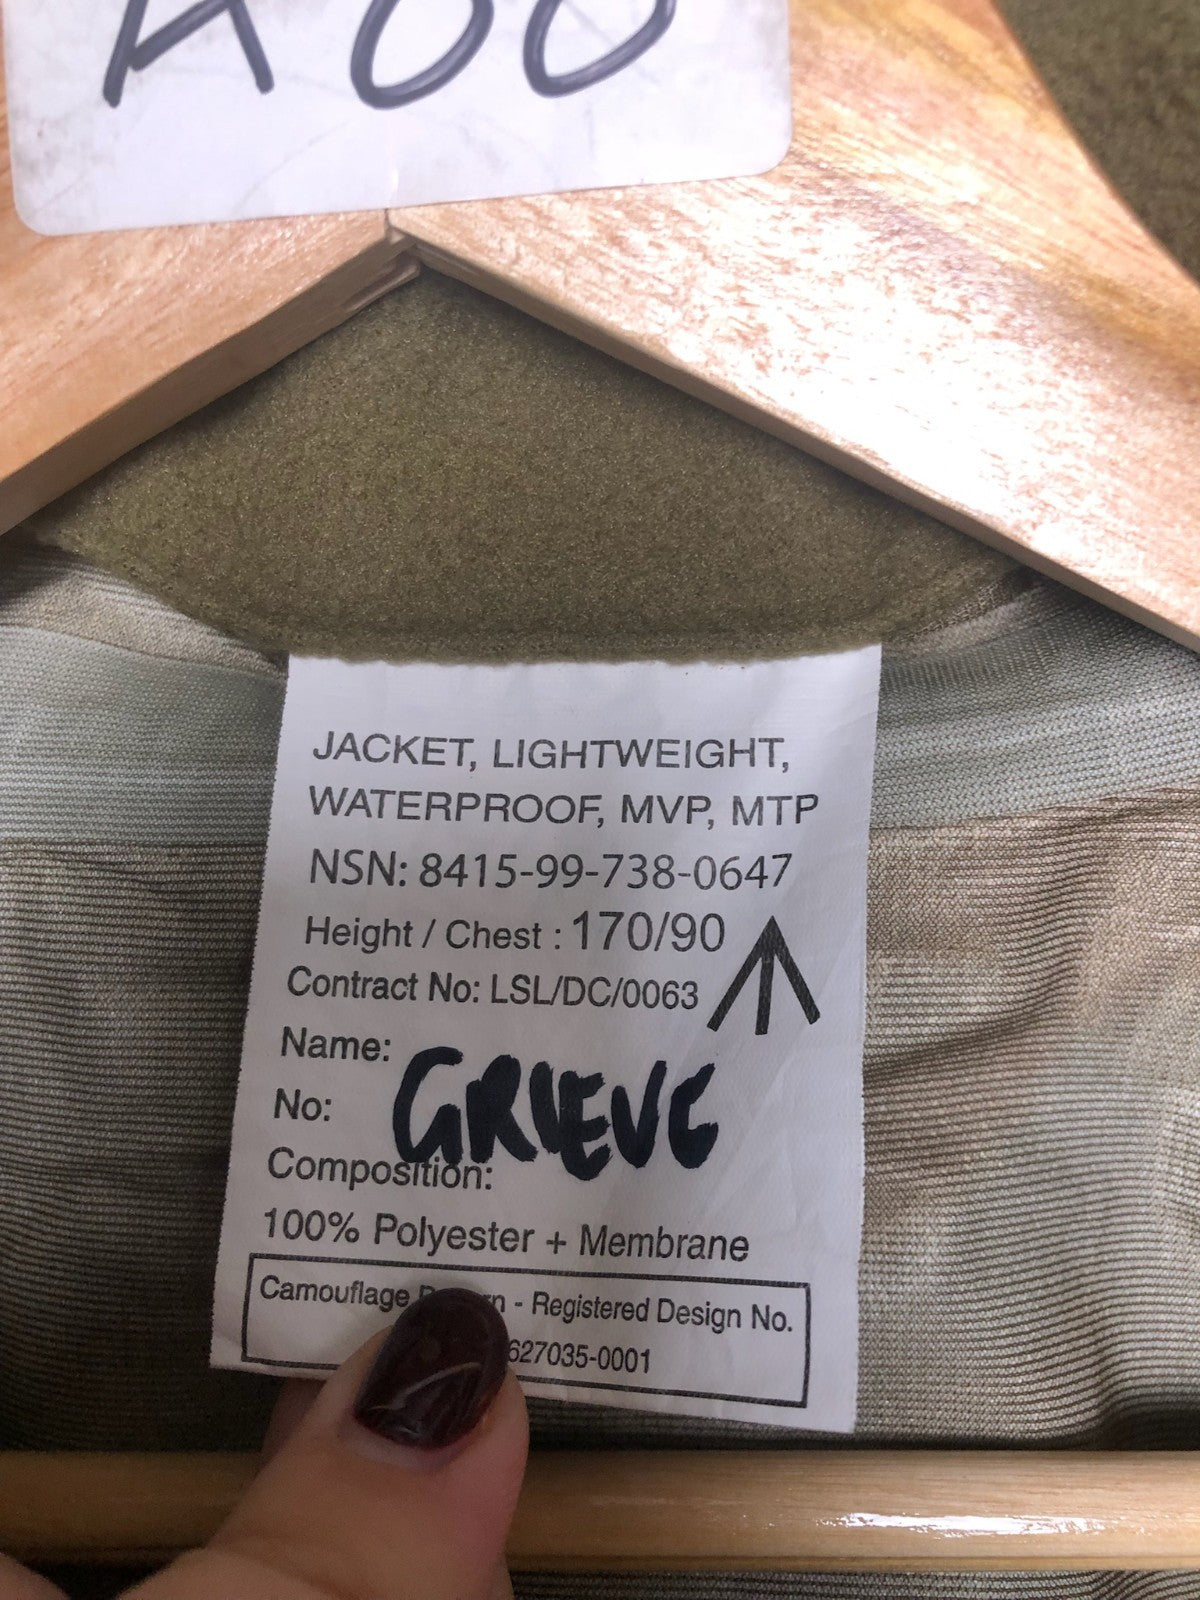 JACKET, LIGHTWEIGHT,
WATERPROOF, MVP, MTP
NSN: 8415-99-738-0647
Height / Chest : 170/90
Contract No: LSL/DC/0063
Name:
GRIEVE
No:
Composition:
100% Polyester + Membrane
Camouflage - Registered Design No.
627035-0001